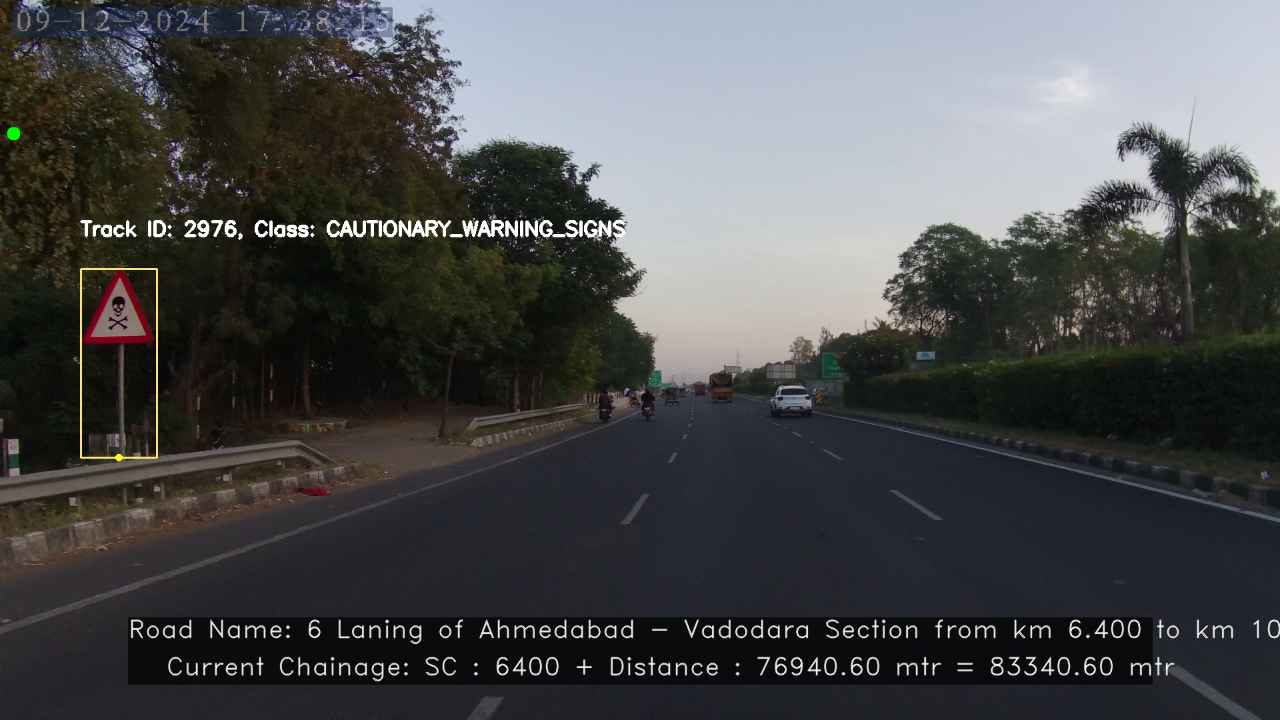 09-12-2024 17:38:15
Track ID: 2976, Class: CAUTIONARY_WARNING_SIGNS
Road Name: 6 Laning of Ahmedabad - Vadodara Section from km 6.400 to km 10
Current Chainage: SC : 6400 + Distance : 76940.60 mtr = 83340.60 mtr